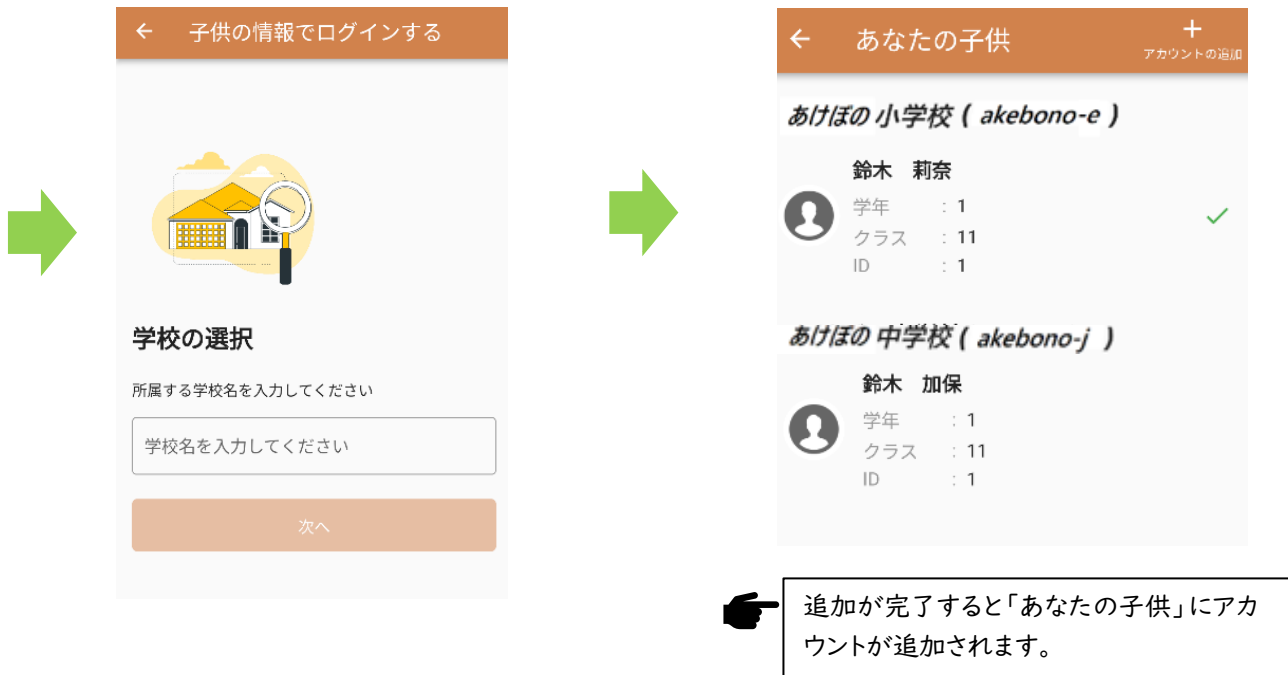 子供の情報でログインする
学校の選択
所属する学校名を入力してください
学校名を入力してください
次へ
あなたの子供
アカウントの追加
あけぼの 小学校 ( akebono-e )
鈴木 莉奈
学年 : 1
クラス : 11
ID : 1
あけぼの 中学校 ( akebono-j )
鈴木 加保
学年 : 1
クラス : 11
ID : 1
追加が完了すると「あなたの子供」にアカ
ウントが追加されます。